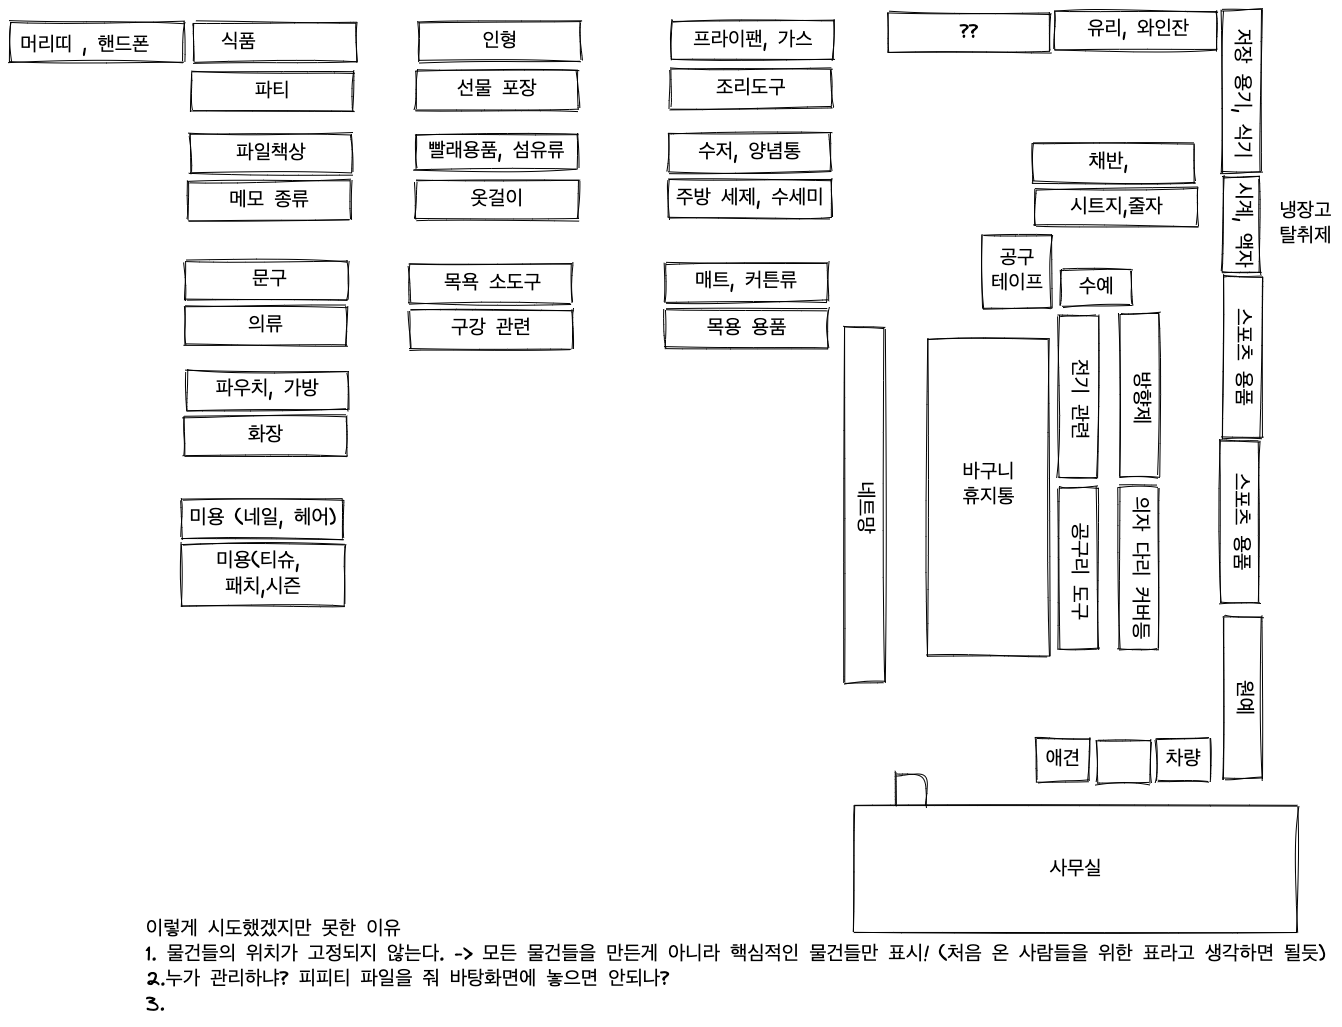 머리띠 , 핸드폰
식품
인형
프라이팬, 가스
??
유리, 와인잔
저장 용기, 식기
파티
선물 포장
조리도구
파일책상
빨래용품, 섬유류
수저, 양념통
채반,
메모 종류
옷걸이
주방 세제, 수세미
시트지,줄자
시계, 액자
냉장고
탈취제
공구
테이프
수예
문구
목욕 소도구
매트, 커튼류
의류
구강 관련
목용 용품
스포츠 용품
전기 관련
방향제
파우치, 가방
화장
바구니
휴지통
네트망
스포츠 용품
미용 (네일, 헤어)
미용(티슈,
패치,시즌
공구리 도구
의자 다리 커버등
원예
애견
차량
사무실
이렇게 시도했겠지만 못한 이유
1. 물건들의 위치가 고정되지 않는다. -> 모든 물건들을 만든게 아니라 핵심적인 물건들만 표시! (처음 온 사람들을 위한 표라고 생각하면 될듯)
2.누가 관리하냐? 피피티 파일을 줘 바탕화면에 놓으면 안되나?
3.